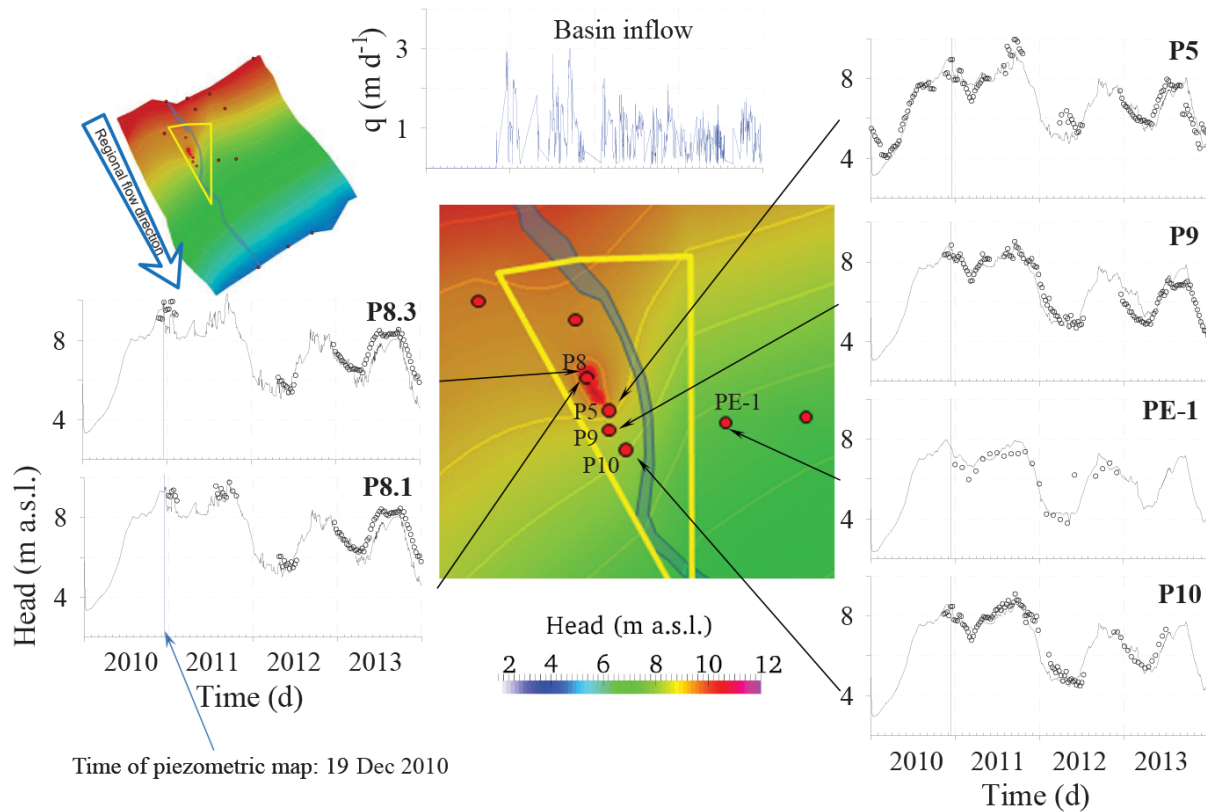 Basin inflow
q (m d⁻¹)
3
2
1
Regional flow
direction
P5
8
4
P8.3
8
4
P9
8
4
P8
P5
P9
P10
PE-1
PE-1
8
4
P8.1
8
4
Head (m a.s.l.)
2010 2011 2012 2013
Time (d)
Head (m a.s.l.)
2 4 6 8 10 12
P10
8
4
2010 2011 2012 2013
Time (d)
Time of piezometric map: 19 Dec 2010